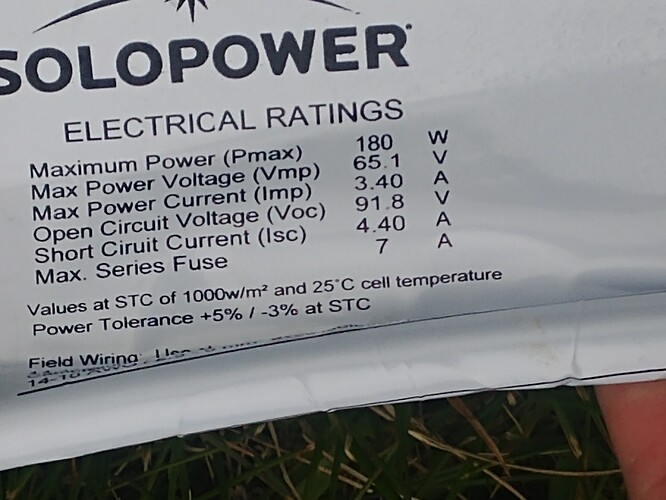 SOLOPOWER
ELECTRICAL RATINGS
Maximum Power (Pmax) 180 W
Max Power Voltage (Vmp) 65.1 V
Max Power Current (Imp) 3.40 A
Open Circuit Voltage (Voc) 91.8 V
Short Ciruit Current (Isc) 4.40 A
Max. Series Fuse 7 A
Values at STC of 1000w/m² and 25°C cell temperature
Power Tolerance +5% / -3% at STC
Field Wiring: